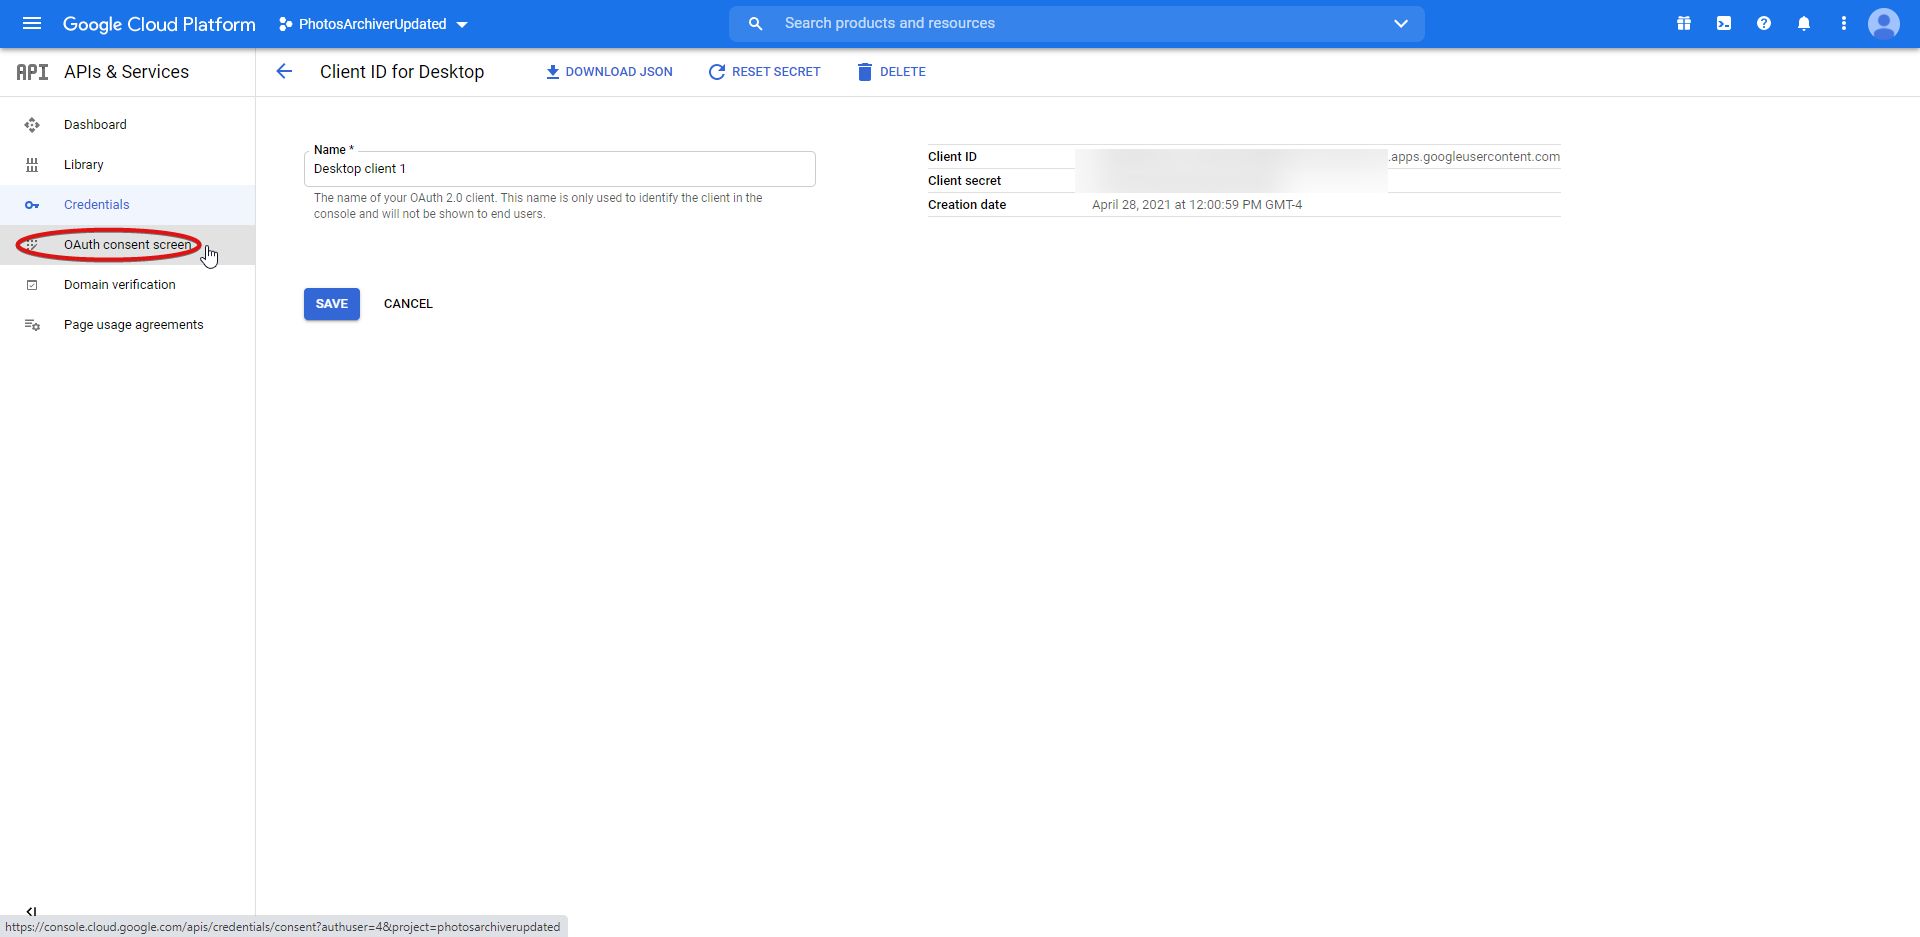 Google Cloud Platform
PhotosArchiverUpdated
Search products and resources
API
APIs & Services
Client ID for Desktop
DOWNLOAD JSON
RESET SECRET
DELETE
Dashboard
Library
Credentials
OAuth consent screen
Domain verification
Page usage agreements
Name *
Desktop client 1
The name of your OAuth 2.0 client. This name is only used to identify the client in the
console and will not be shown to end users.
SAVE
CANCEL
Client ID .apps.googleusercontent.com
Client secret
Creation date April 28, 2021 at 12:00:59 PM GMT-4
https://console.cloud.google.com/apis/credentials/consent?authuser=4&project=photosarchiverupdated